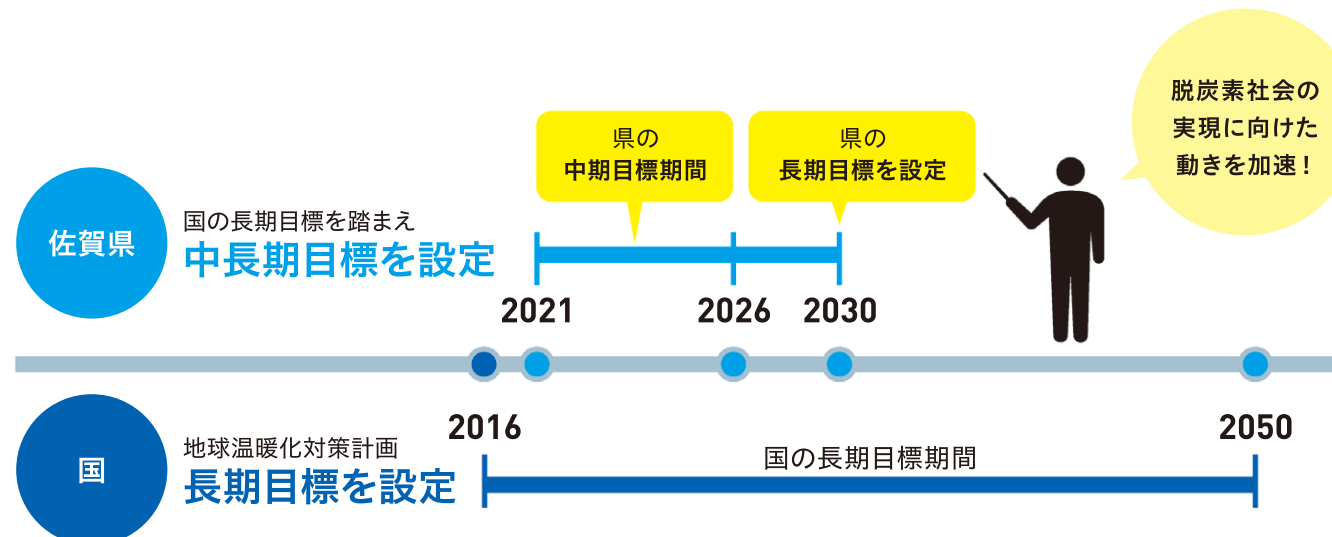 脱炭素社会の
実現に向けた
動きを加速!
県の
中期目標期間
県の
長期目標を設定
佐賀県
国の長期目標を踏まえ
中長期目標を設定
2021
2026
2030
2016
2050
国
地球温暖化対策計画
長期目標を設定
国の長期目標期間